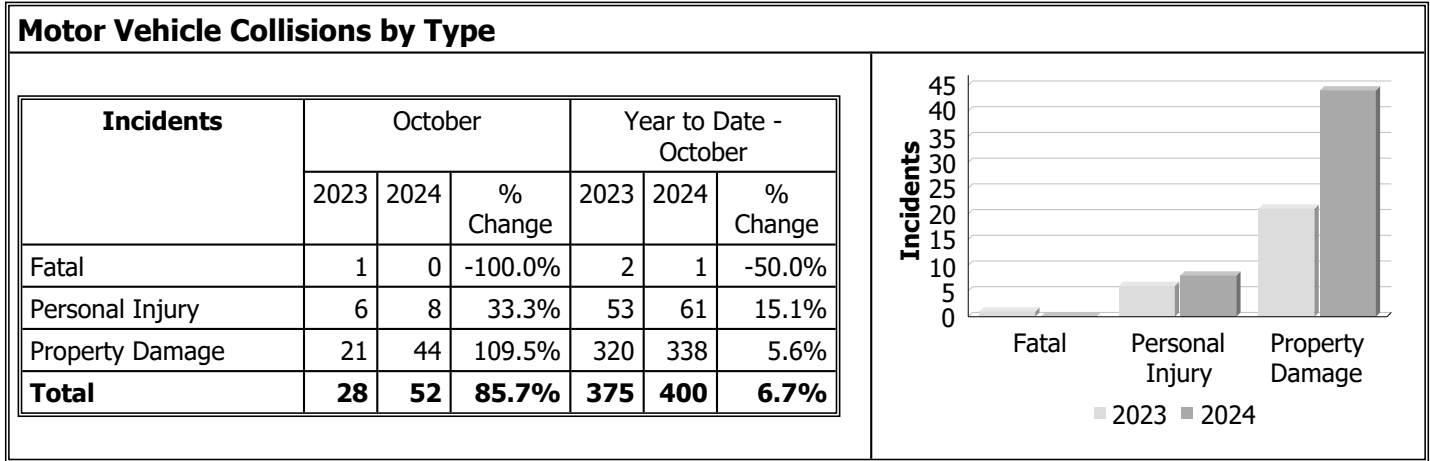 Motor Vehicle Collisions by Type
Incidents October Year to Date -
October
2023 2024 % Change 2023 2024 % Change
Fatal 1 0 -100.0% 2 1 -50.0%
Personal Injury 6 8 33.3% 53 61 15.1%
Property Damage 21 44 109.5% 320 338 5.6%
Total 28 52 85.7% 375 400 6.7%
Incidents
45
40
35
30
25
20
15
10
5
0
Fatal Personal Property
Injury Damage
2023 2024